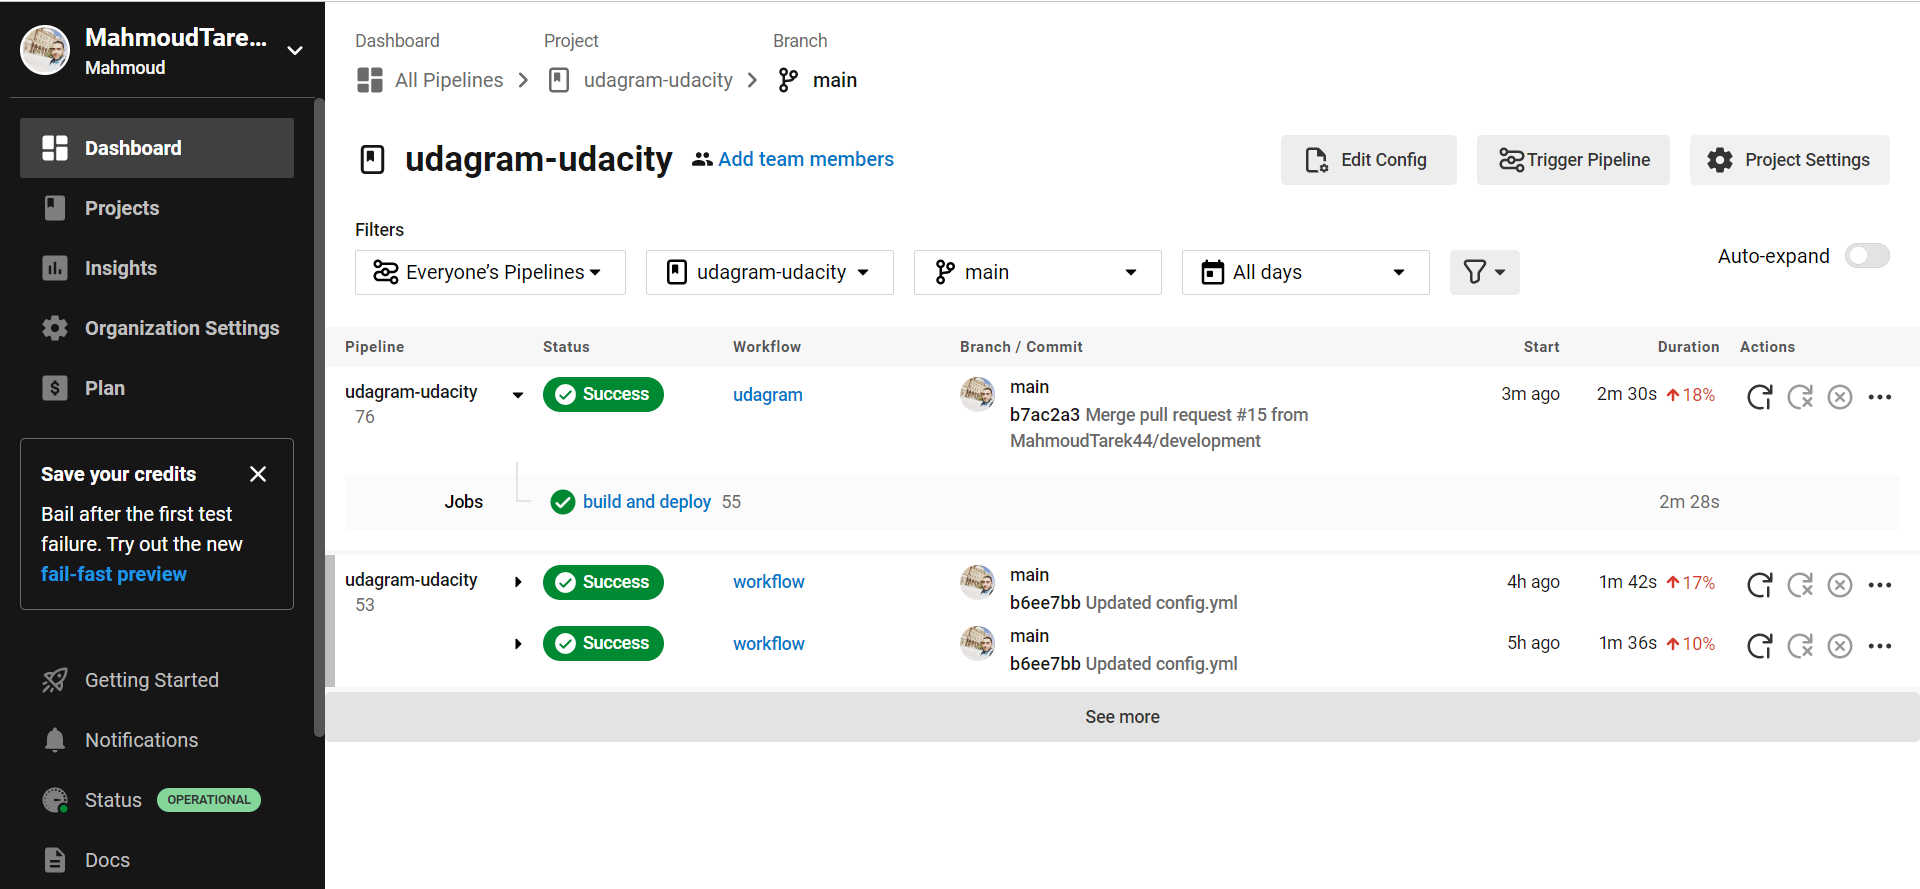 MahmoudTare...
Mahmoud
Dashboard
Projects
Insights
Organization Settings
Plan
Save your credits
Bail after the first test
failure. Try out the new
fail-fast preview
Getting Started
Notifications
Status OPERATIONAL
Docs
Dashboard Project Branch
All Pipelines udagram-udacity main
udagram-udacity Add team members
Edit Config Trigger Pipeline Project Settings
Filters
Everyone’s Pipelines udagram-udacity main All days
Auto-expand
Pipeline Status Workflow Branch / Commit Start Duration Actions
udagram-udacity Success udagram main 3m ago 2m 30s 18%
76 b7ac2a3 Merge pull request #15 from
MahmoudTarek44/development
Jobs build and deploy 55 2m 28s
udagram-udacity Success workflow main 4h ago 1m 42s 17%
53 b6ee7bb Updated config.yml
Success workflow main 5h ago 1m 36s 10%
b6ee7bb Updated config.yml
See more